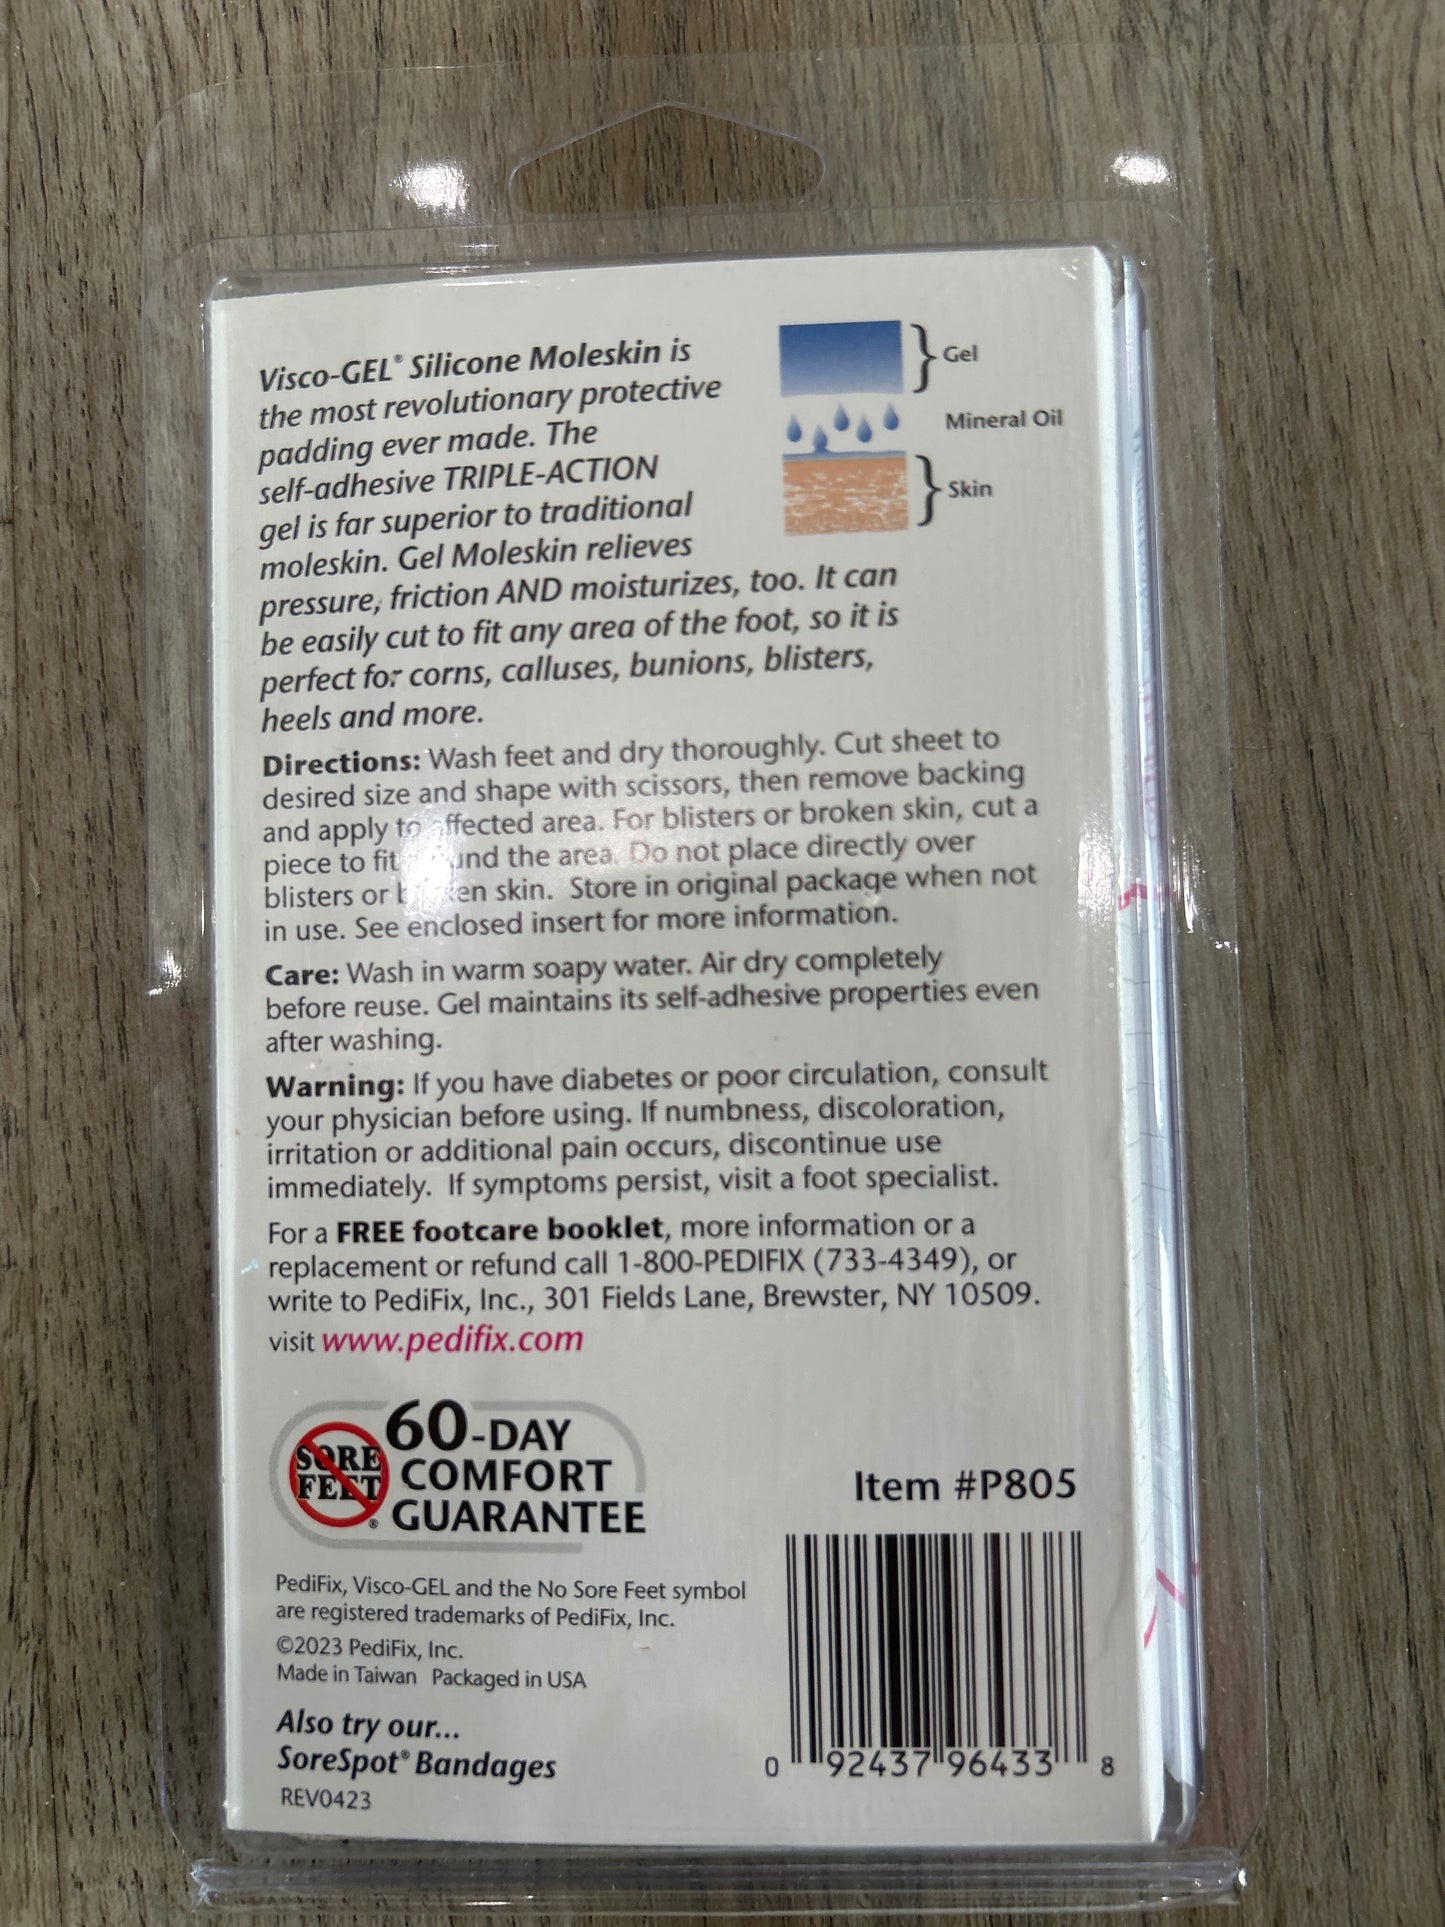 Visco-GEL® Silicone Moleskin is
the most revolutionary protective
padding ever made. The
self-adhesive TRIPLE-ACTION
gel is far superior to traditional
moleskin. Gel Moleskin relieves
pressure, friction AND moisturizes, too. It can
be easily cut to fit any area of the foot, so it is
perfect for corns, calluses, bunions, blisters,
heels and more.
Gel
Mineral Oil
Skin
Directions: Wash feet and dry thoroughly. Cut sheet to
desired size and shape with scissors, then remove backing
and apply to affected area. For blisters or broken skin, cut a
piece to fit around the area. Do not place directly over
blisters or broken skin. Store in original package when not
in use. See enclosed insert for more information.
Care: Wash in warm soapy water. Air dry completely
before reuse. Gel maintains its self-adhesive properties even
after washing.
Warning: If you have diabetes or poor circulation, consult
your physician before using. If numbness, discoloration,
irritation or additional pain occurs, discontinue use
immediately. If symptoms persist, visit a foot specialist.
For a FREE footcare booklet, more information or a
replacement or refund call 1-800-PEDIFIX (733-4349), or
write to PediFix, Inc., 301 Fields Lane, Brewster, NY 10509.
visit www.pedifix.com
SORE
FEET®
60-DAY
COMFORT
GUARANTEE
Item #P805
PediFix, Visco-GEL and the No Sore Feet symbol
are registered trademarks of PediFix, Inc.
©2023 PediFix, Inc.
Made in Taiwan Packaged in USA
Also try our...
SoreSpot® Bandages
REV0423
0 92437 96433 8